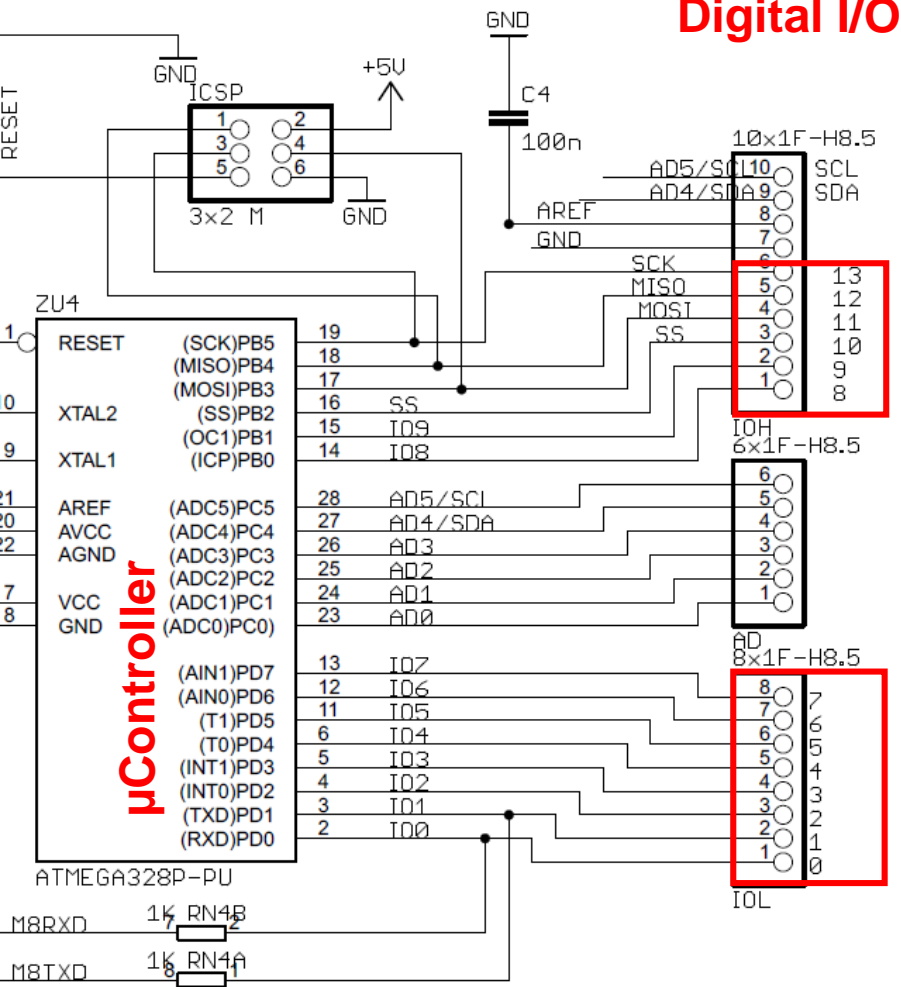 Digital I/O
GND
GND
RESET
ICSP
1 2
3 4
5 6
3x2 M
+5V
GND
C4
100n
10x1F-H8.5
AD5/SCL 10 SCL
AD4/SDA 9 SDA
AREF 8
GND 7
SCK 6 13
MISO 5 12
MOSI 4 11
SS 3 10
2 9
1 8
IOH
ZU4
1 RESET (SCK)PB5 19
(MISO)PB4 18
(MOSI)PB3 17
10 XTAL2 (SS)PB2 16 SS
(OC1)PB1 15 IO9
9 XTAL1 (ICP)PB0 14 IO8
21 AREF (ADC5)PC5 28 AD5/SCL
20 AVCC (ADC4)PC4 27 AD4/SDA
22 AGND (ADC3)PC3 26 AD3
(ADC2)PC2 25 AD2
7 VCC (ADC1)PC1 24 AD1
8 GND (ADC0)PC0) 23 AD0
(AIN1)PD7 13 IO7
(AIN0)PD6 12 IO6
(T1)PD5 11 IO5
(T0)PD4 6 IO4
(INT1)PD3 5 IO3
(INT0)PD2 4 IO2
(TXD)PD1 3 IO1
(RXD)PD0 2 IO0
µController
ATMEGA328P-PU
6x1F-H8.5
6
5
4
3
2
1
AD
8x1F-H8.5
8 7
7 6
6 5
5 4
4 3
3 2
2 1
1 0
IOL
M8RXD 1K RN4B
7 2
M8TXD 1K RN4A
8 1